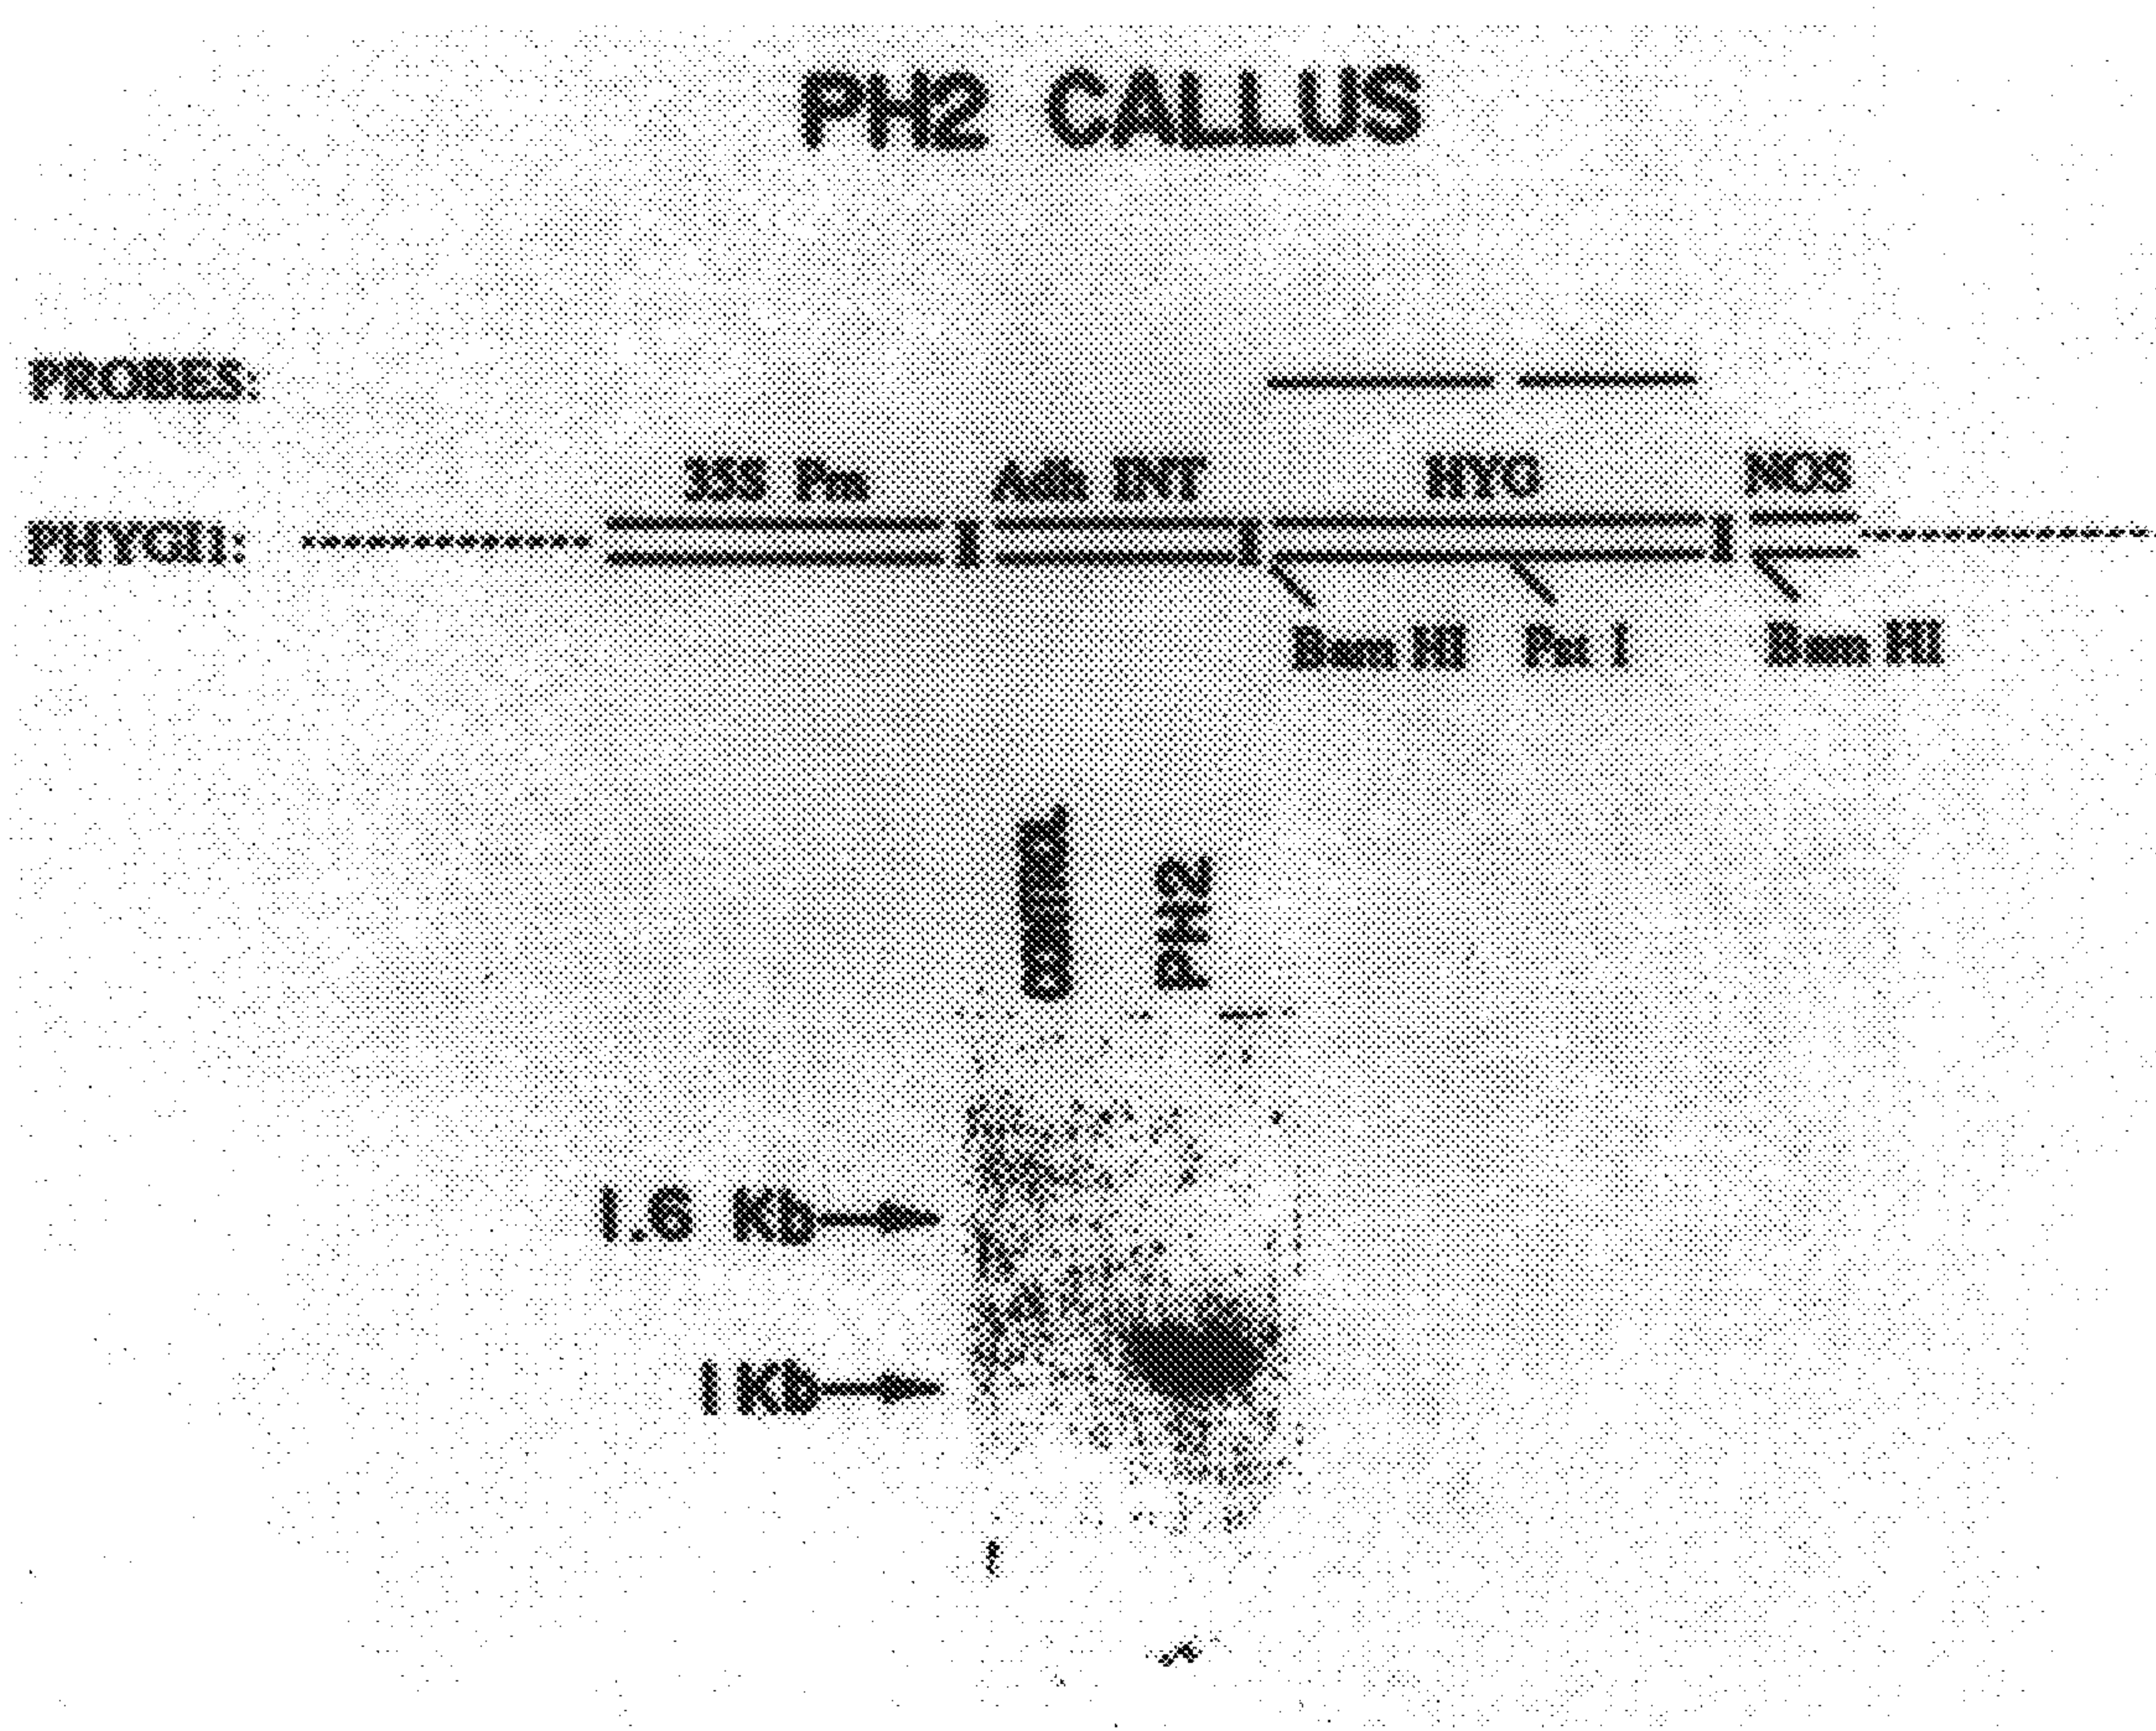 PH2 CALLUS
PROBES:
35S Pm Adh INT HYG NOS
PHYGI1:
Bam HI Pst I Bam HI
CONTROL
PH2
1.6 Kb
1 Kb